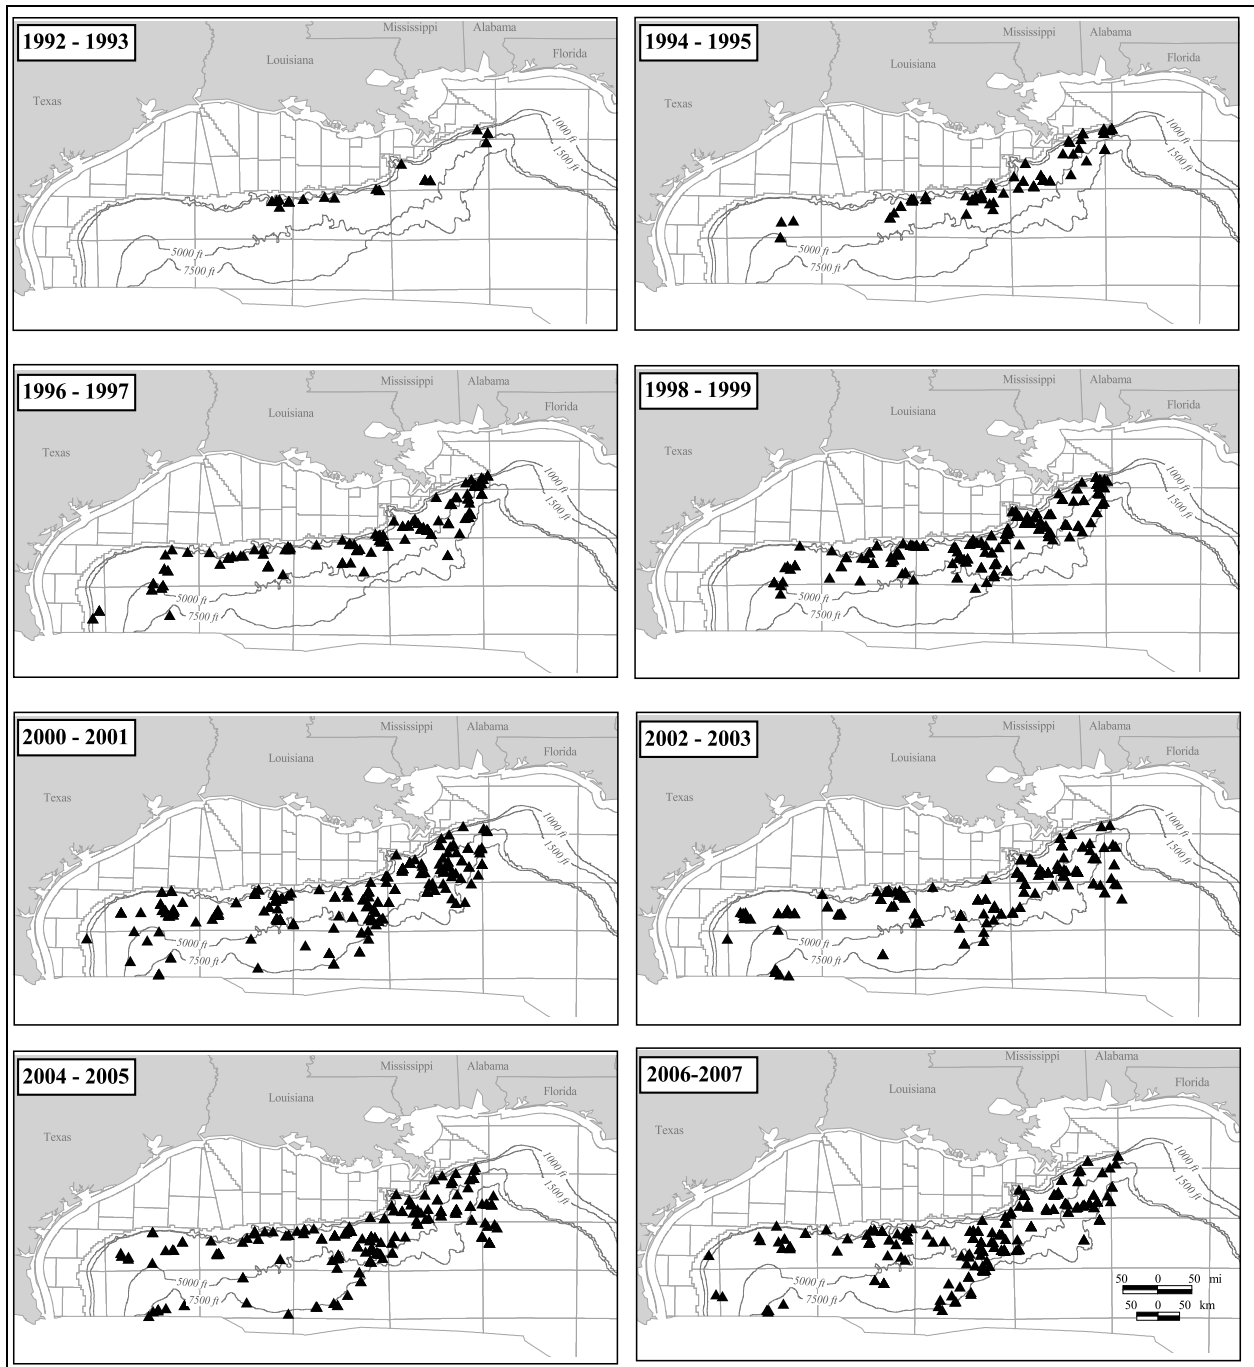 1992 - 1993
Mississippi
Alabama
Louisiana
Florida
Texas
1000 ft
1500 ft
5000 ft
7500 ft
1994 - 1995
Mississippi
Alabama
Louisiana
Florida
Texas
1000 ft
1500 ft
5000 ft
7500 ft
1996 - 1997
Mississippi
Alabama
Louisiana
Florida
Texas
1000 ft
1500 ft
5000 ft
7500 ft
1998 - 1999
Mississippi
Alabama
Louisiana
Florida
Texas
1000 ft
1500 ft
5000 ft
7500 ft
2000 - 2001
Mississippi
Alabama
Louisiana
Florida
Texas
1000 ft
1500 ft
5000 ft
7500 ft
2002 - 2003
Mississippi
Alabama
Louisiana
Florida
Texas
1000 ft
1500 ft
5000 ft
7500 ft
2004 - 2005
Mississippi
Alabama
Louisiana
Florida
Texas
1000 ft
1500 ft
5000 ft
7500 ft
2006-2007
Mississippi
Alabama
Louisiana
Florida
Texas
1000 ft
1500 ft
5000 ft
7500 ft
50 0 50 mi
50 0 50 km